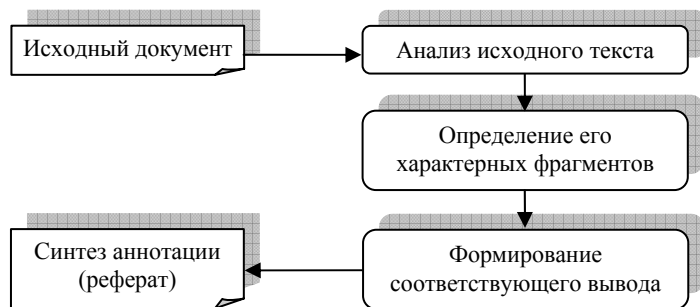 Исходный документ
Анализ исходного текста
Определение его
характерных фрагментов
Формирование
соответствующего вывода
Синтез аннотации
(реферат)